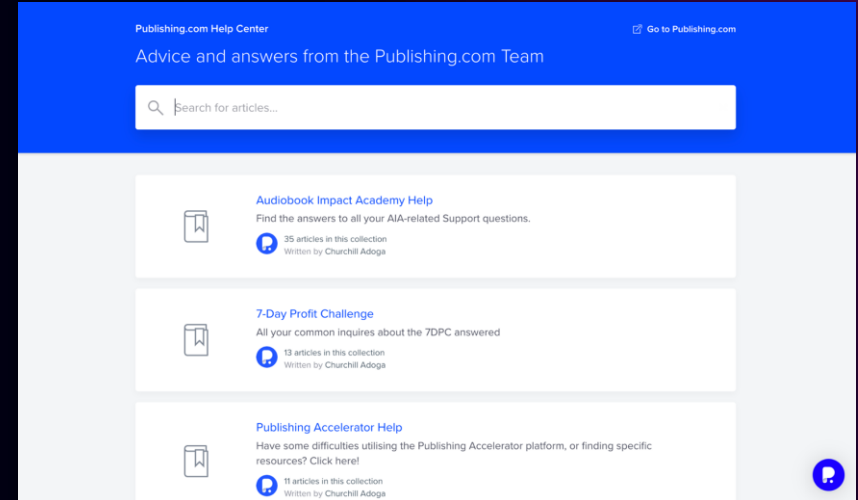 Publishing.com Help Center
Go to Publishing.com
Advice and answers from the Publishing.com Team
Search for articles...
Audiobook Impact Academy Help
Find the answers to all your AIA-related Support questions.
35 articles in this collection
Written by Churchill Adoga
7-Day Profit Challenge
All your common inquires about the 7DPC answered
13 articles in this collection
Written by Churchill Adoga
Publishing Accelerator Help
Have some difficulties utilising the Publishing Accelerator platform, or finding specific
resources? Click here!
11 articles in this collection
Written by Churchill Adoga